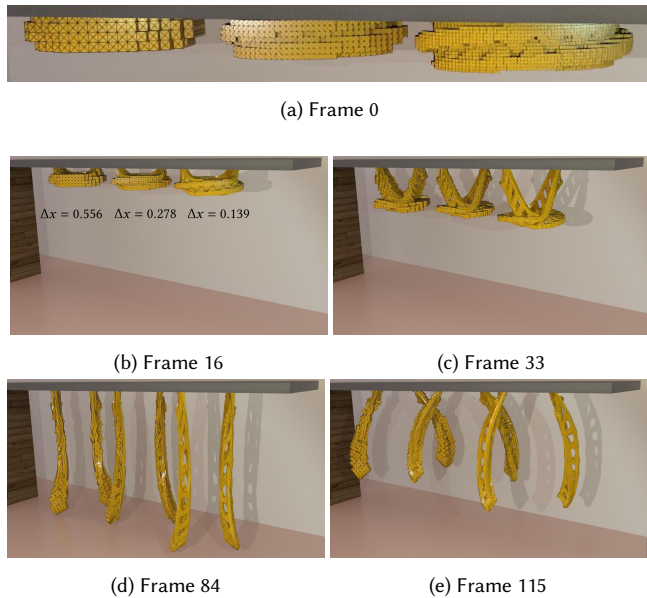 (a) Frame 0
Δx = 0.556 Δx = 0.278 Δx = 0.139
(b) Frame 16
(c) Frame 33
(d) Frame 84
(e) Frame 115